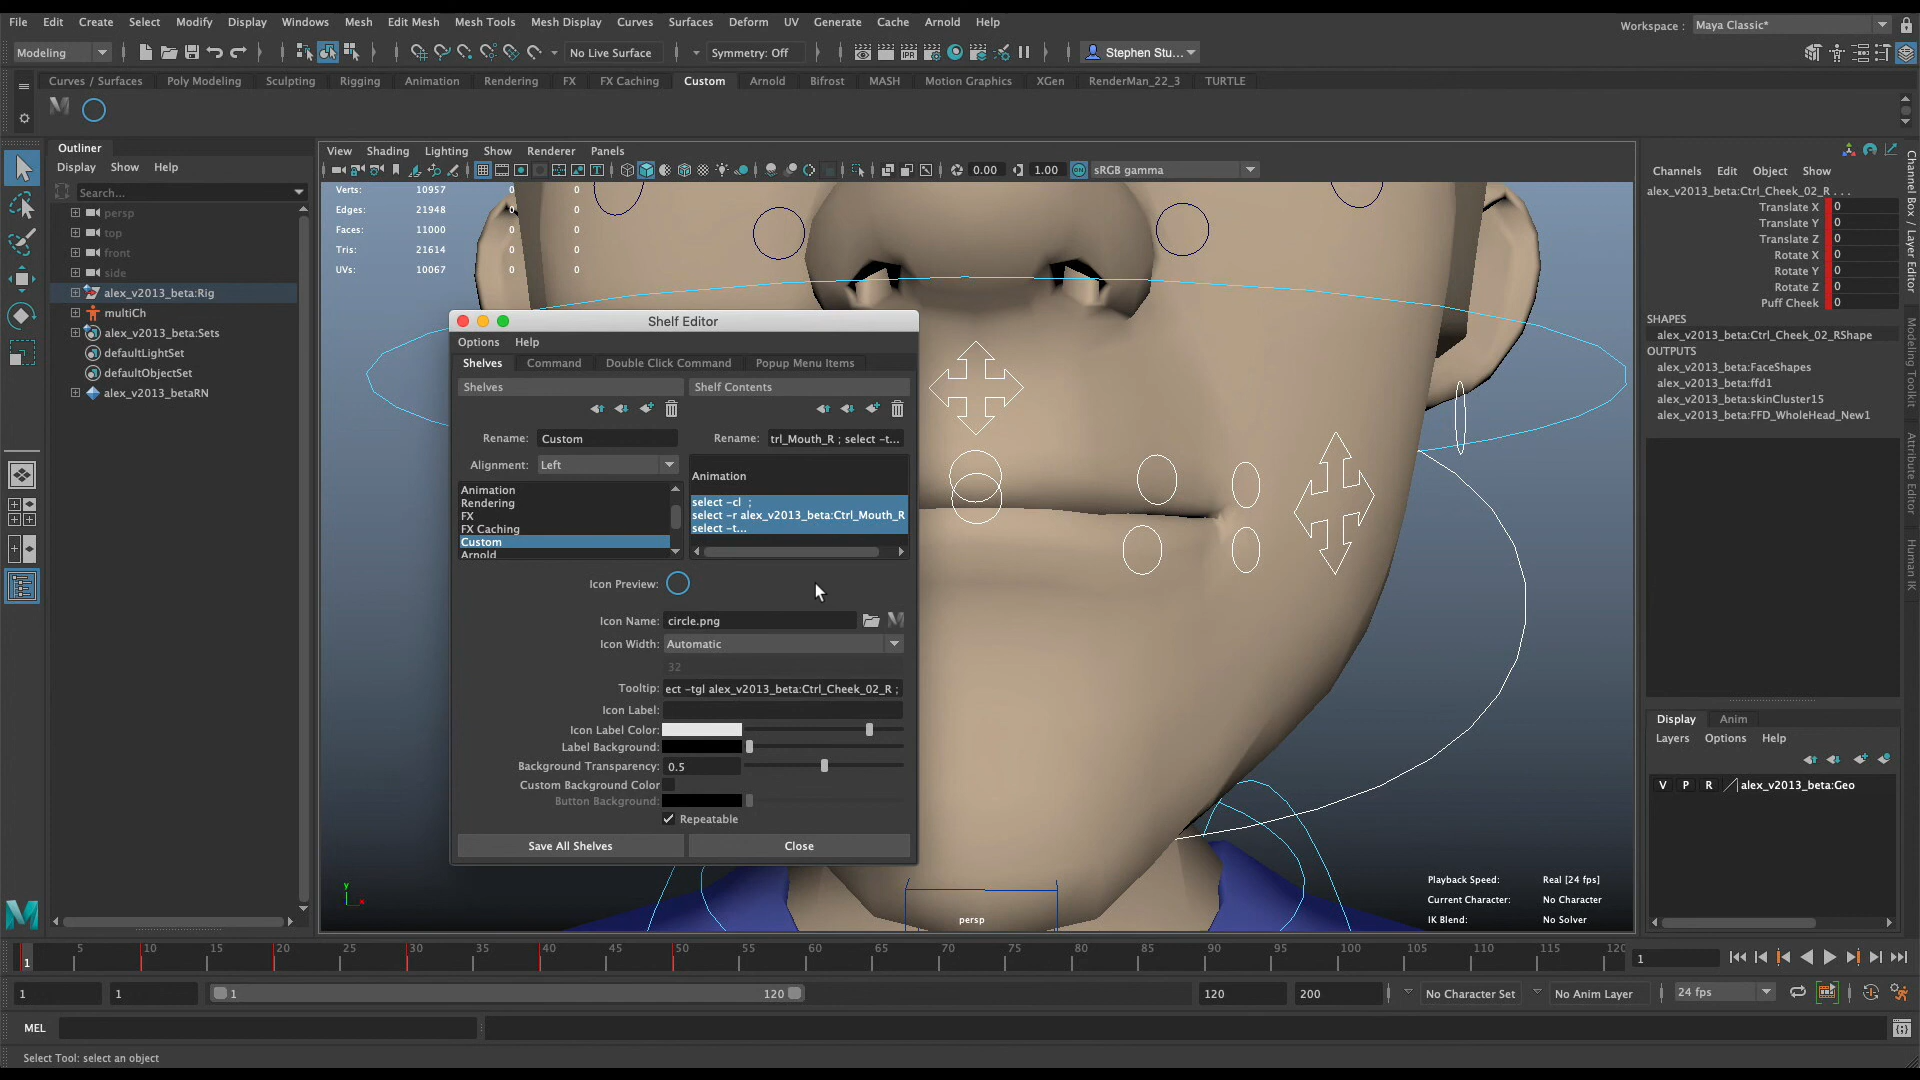 File Edit Create Select Modify Display Windows Mesh Edit Mesh Mesh Tools Mesh Display Curves Surfaces Deform UV Generate Cache Arnold Help
Workspace : Maya Classic*
Modeling No Live Surface Symmetry: Off Stephen Stu...
Curves / Surfaces Poly Modeling Sculpting Rigging Animation Rendering FX FX Caching Custom Arnold Bifrost MASH Motion Graphics XGen RenderMan_22_3 TURTLE
Outliner
Display Show Help
Search...
persp
top
front
side
alex_v2013_beta:Rig
multiCh
alex_v2013_beta:Sets
defaultLightSet
defaultObjectSet
alex_v2013_betaRN
View Shading Lighting Show Renderer Panels
0.00 1.00 sRGB gamma
Verts: 10957 0 0
Edges: 21948 0 0
Faces: 11000 0 0
Tris: 21614 0 0
UVs: 10067 0 0
Shelf Editor
Options Help
Shelves Command Double Click Command Popup Menu Items
Shelves Shelf Contents
Rename: Custom Rename: trl_Mouth_R ; select -t...
Alignment: Left
Animation
Rendering
FX
FX Caching
Custom
Arnold
Animation
select -cl ;
select -r alex_v2013_beta:Ctrl_Mouth_R
select -t...
Icon Preview:
Icon Name: circle.png
Icon Width: Automatic
32
Tooltip: ect -tgl alex_v2013_beta:Ctrl_Cheek_02_R ;
Icon Label:
Icon Label Color:
Label Background:
Background Transparency: 0.5
Custom Background Color
Button Background:
Repeatable
Save All Shelves Close
persp
Playback Speed: Real [24 fps]
Current Character: No Character
IK Blend: No Solver
Channels Edit Object Show
alex_v2013_beta:Ctrl_Cheek_02_R . . .
Translate X 0
Translate Y 0
Translate Z 0
Rotate X 0
Rotate Y 0
Rotate Z 0
Puff Cheek 0
SHAPES
alex_v2013_beta:Ctrl_Cheek_02_RShape
OUTPUTS
alex_v2013_beta:FaceShapes
alex_v2013_beta:ffd1
alex_v2013_beta:skinCluster15
alex_v2013_beta:FFD_WholeHead_New1
Channel Box / Layer Editor
Modeling Toolkit
Attribute Editor
Human IK
Display Anim
Layers Options Help
V P R alex_v2013_beta:Geo
1 5 10 15 20 25 30 35 40 45 50 55 60 65 70 75 80 85 90 95 100 105 110 115 120
1
1 1 1 120 120 200 No Character Set No Anim Layer 24 fps
MEL
Select Tool: select an object